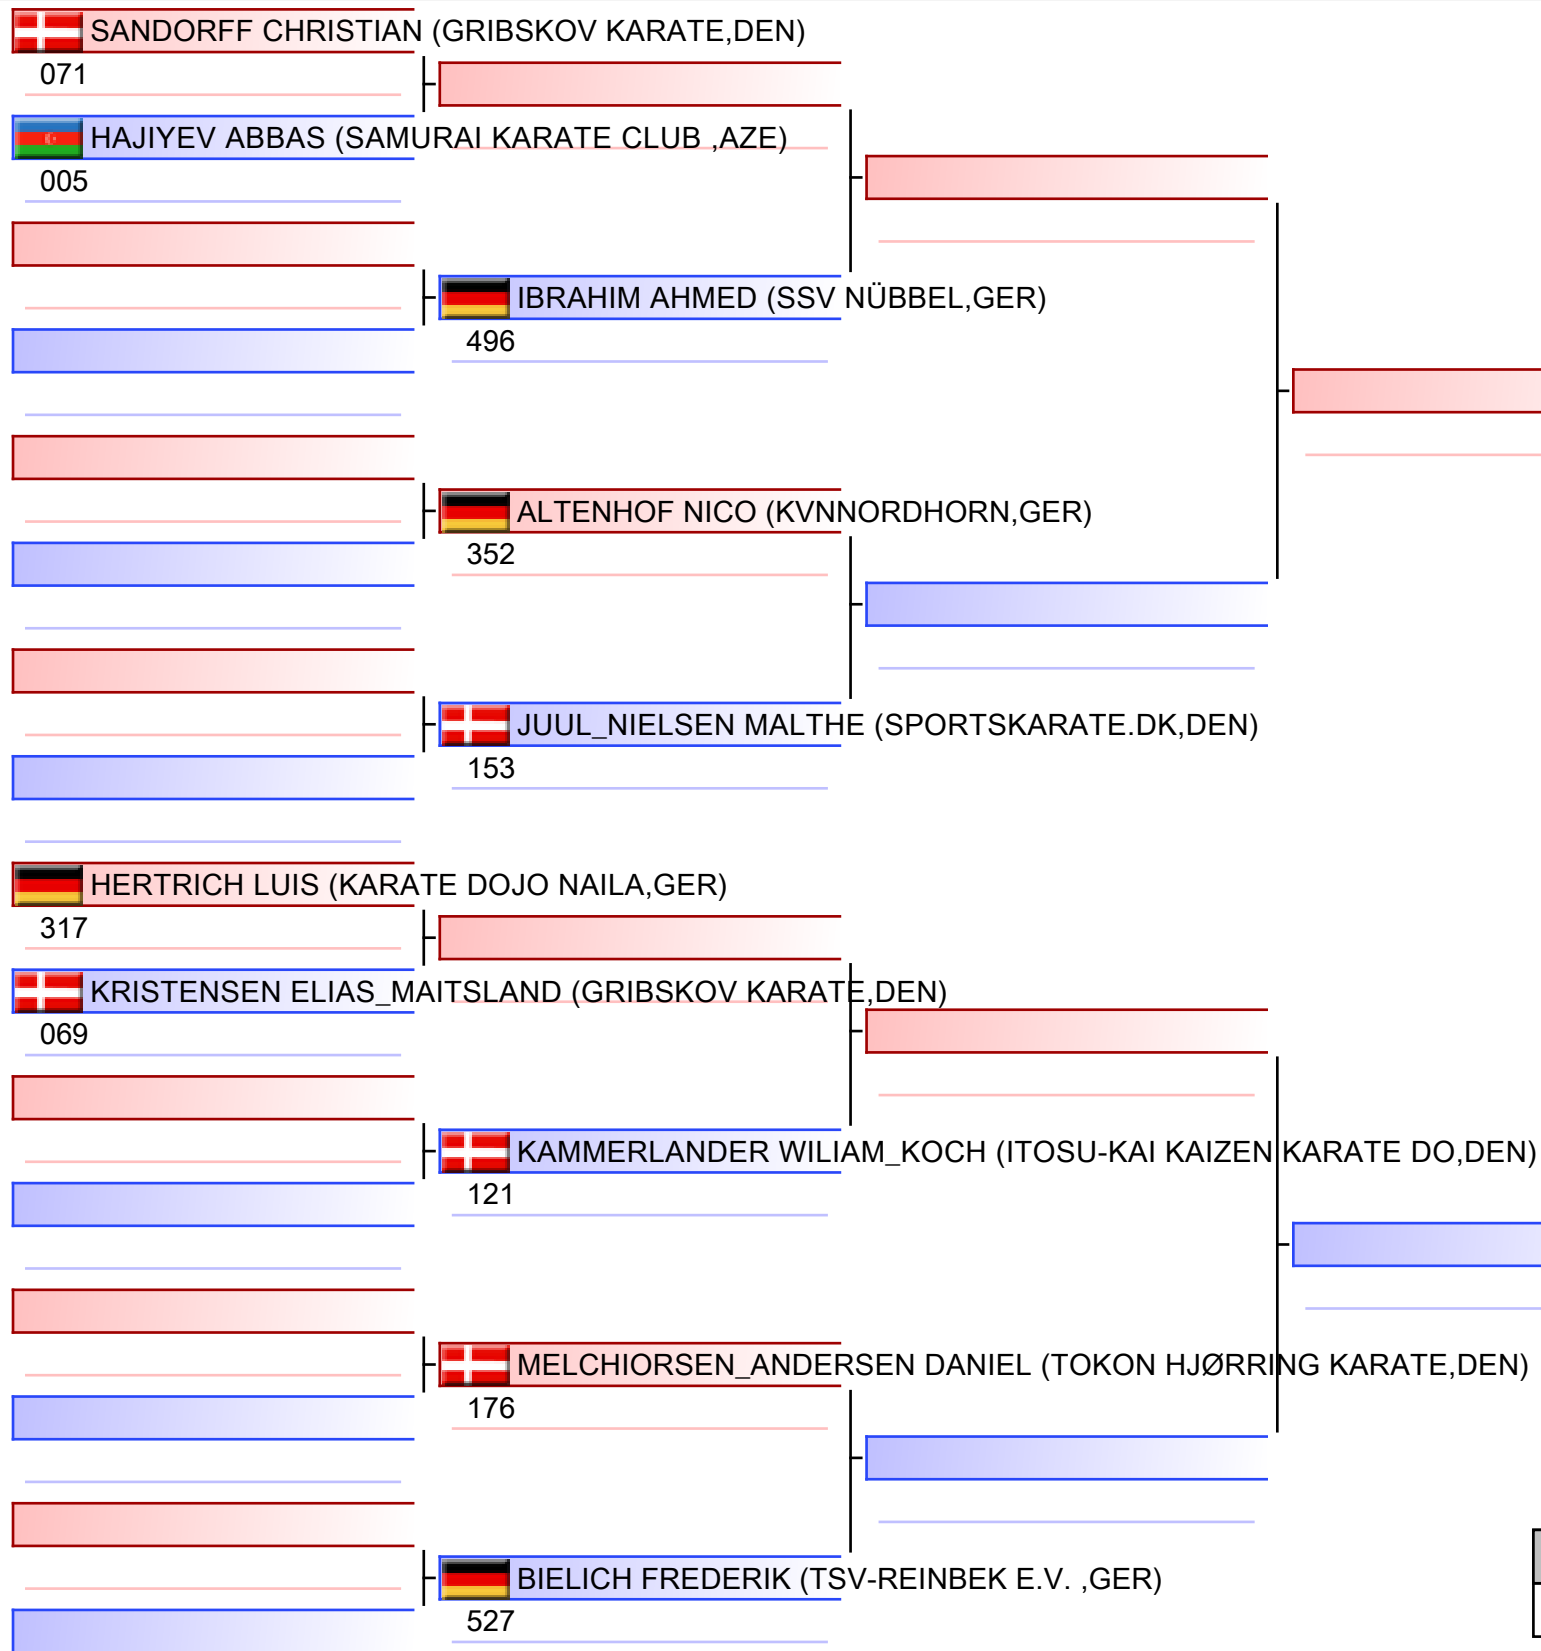 SANDORFF CHRISTIAN (GRIBSKOV KARATE,DEN)
071
HAJIYEV ABBAS (SAMURAI KARATE CLUB ,AZE)
005
IBRAHIM AHMED (SSV NÜBBEL,GER)
496
ALTENHOF NICO (KVNNORDHORN,GER)
352
JUUL_NIELSEN MALTHE (SPORTSKARATE.DK,DEN)
153
HERTRICH LUIS (KARATE DOJO NAILA,GER)
317
KRISTENSEN ELIAS_MAITSLAND (GRIBSKOV KARATE,DEN)
069
KAMMERLANDER WILIAM_KOCH (ITOSU-KAI KAIZEN KARATE DO,DEN)
121
MELCHIORSEN_ANDERSEN DANIEL (TOKON HJØRRING KARATE,DEN)
176
BIELICH FREDERIK (TSV-REINBEK E.V. ,GER)
527